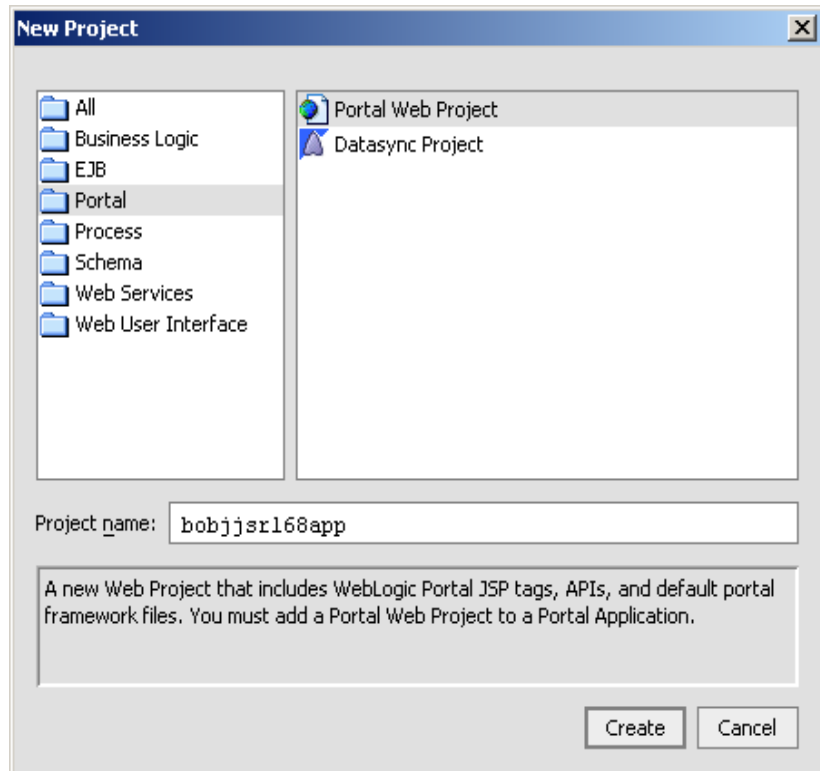 New Project
All
Business Logic
EJB
Portal
Process
Schema
Web Services
Web User Interface
Portal Web Project
Datasync Project
Project name: bobjjsr168app
A new Web Project that includes WebLogic Portal JSP tags, APIs, and default portal
framework files. You must add a Portal Web Project to a Portal Application.
Create Cancel